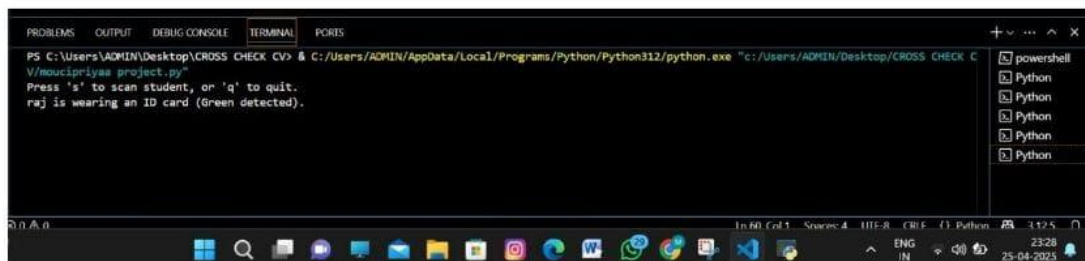 PROBLEMS OUTPUT DEBUG CONSOLE TERMINAL PORTS
PS C:\Users\ADMIN\Desktop\CROSS CHECK CV> & C:/Users/ADMIN/AppData/Local/Programs/Python/Python312/python.exe "c:/Users/ADMIN/Desktop/CROSS CHECK C
V/moucipriyaa project.py"
Press 's' to scan student, or 'q' to quit.
raj is wearing an ID card (Green detected).
powershell
Python
Python
Python
Python
Python
0 0
Ln 60, Col 1 Spaces: 4 UTF-8 CRLF {} Python 3.12.5
29
ENG
IN
23:28
25-04-2025